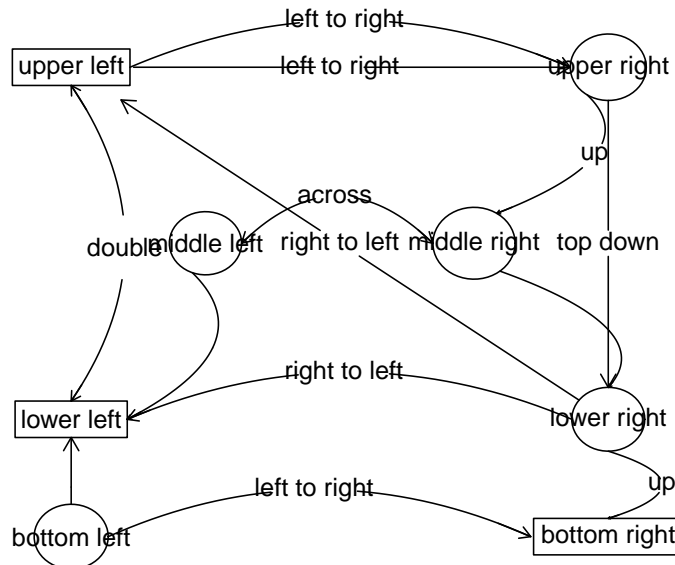 left to right
upper left
left to right
upper right
up
across
double
middle left
right to left
middle right
top down
right to left
lower left
lower right
up
left to right
bottom left
bottom right